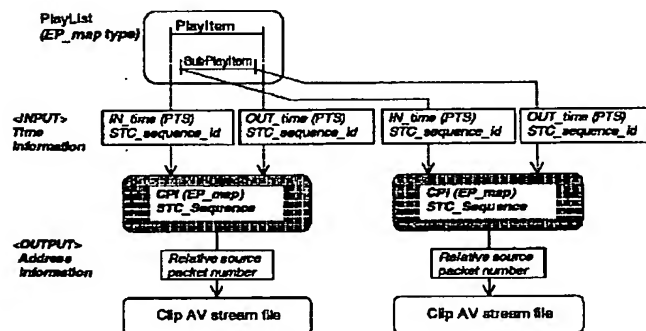 PlayList
(EP_map type)
PlayItem
SubPlayItem
<INPUT>
Time
Information
IN_time (PTS)
STC_sequence_id
OUT_time (PTS)
STC_sequence_id
IN_time (PTS)
STC_sequence_id
OUT_time (PTS)
STC_sequence_id
CPI (EP_map)
STC_Sequence
CPI (EP_map)
STC_Sequence
<OUTPUT>
Address
Information
Relative source
packet number
Relative source
packet number
Clip AV stream file
Clip AV stream file